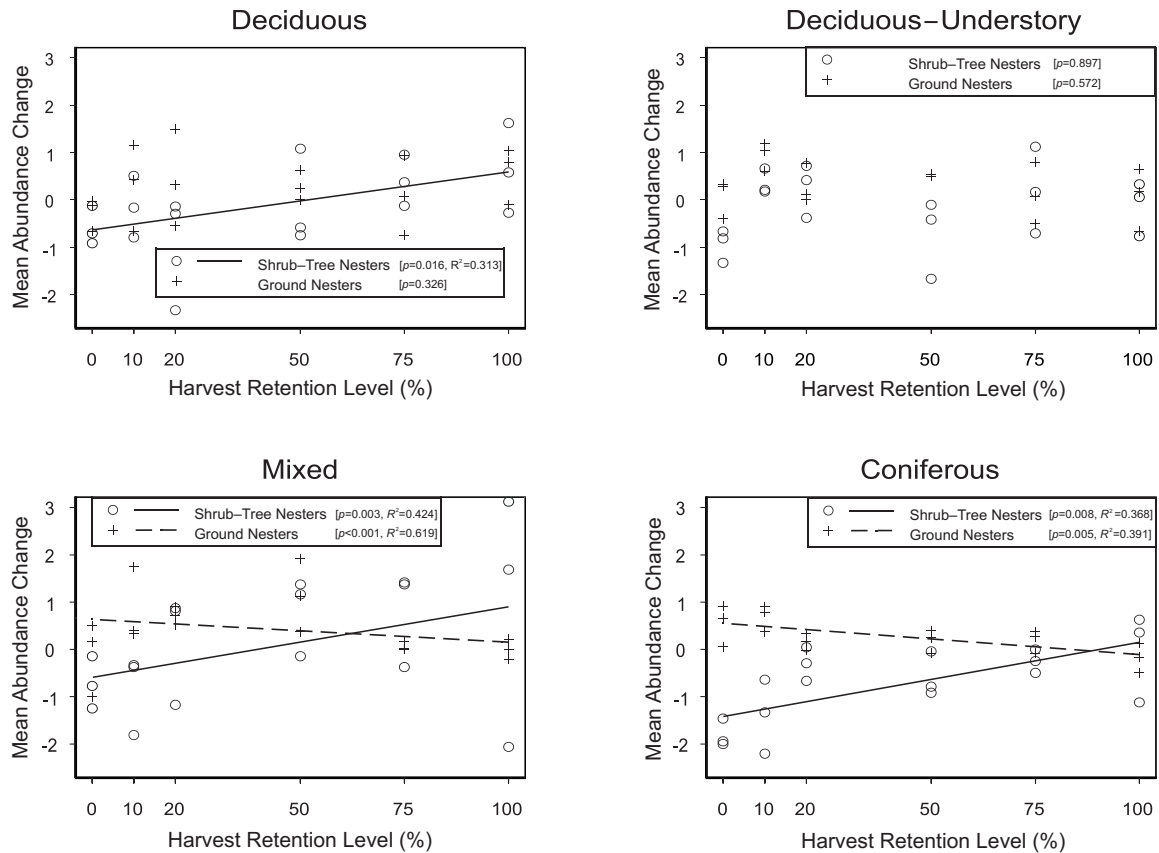 Deciduous
Mean Abundance Change
3
2
1
0
-1
-2
Shrub–Tree Nesters [p=0.016, R²=0.313]
Ground Nesters [p=0.326]
0 10 20 50 75 100
Harvest Retention Level (%)
Deciduous–Understory
Mean Abundance Change
3
2
1
0
-1
-2
Shrub–Tree Nesters [p=0.897]
Ground Nesters [p=0.572]
0 10 20 50 75 100
Harvest Retention Level (%)
Mixed
Mean Abundance Change
3
2
1
0
-1
-2
Shrub–Tree Nesters [p=0.003, R²=0.424]
Ground Nesters [p<0.001, R²=0.619]
0 10 20 50 75 100
Harvest Retention Level (%)
Coniferous
Mean Abundance Change
3
2
1
0
-1
-2
Shrub–Tree Nesters [p=0.008, R²=0.368]
Ground Nesters [p=0.005, R²=0.391]
0 10 20 50 75 100
Harvest Retention Level (%)